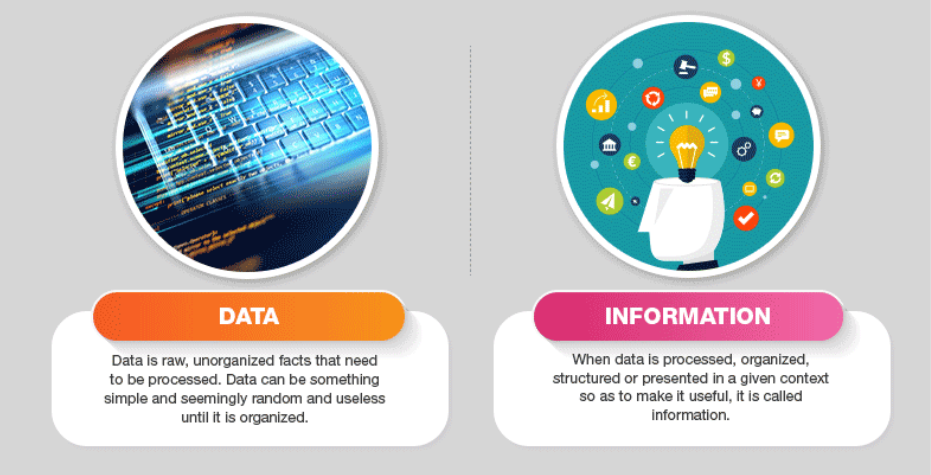 DATA
Data is raw, unorganized facts that need
to be processed. Data can be something
simple and seemingly random and useless
until it is organized.
INFORMATION
When data is processed, organized,
structured or presented in a given context
so as to make it useful, it is called
information.